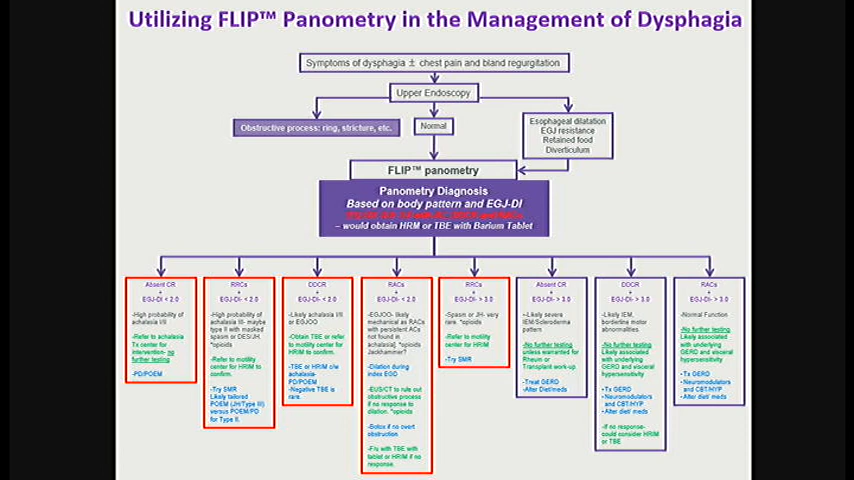 Utilizing FLIP™ Panometry in the Management of Dysphagia
Symptoms of dysphagia ± chest pain and bland regurgitation
Upper Endoscopy
Obstructive process: ring, stricture, etc.
Normal
Esophageal dilatation
EGJ resistance
Retained food
Diverticulum
FLIP™ panometry
Panometry Diagnosis
Based on body pattern and EGJ-DI
– would obtain HRM or TBE with Barium Tablet
Absent CR
+
EGJ-DI- < 2.0
-High probability of
achalasia I/II
-Refer to achalasia
Tx center for
intervention- no
further testing
-PD/POEM
RRCs
+
EGJ-DI- < 2.0
-High probability of
achalasia III- maybe
type II with masked
spasm or DES/JH.
*opioids
-Refer to motility
center for HRIM to
confirm.
-Try SMR
Likely tailored
POEM (JH/Type III)
versus POEM/PD
for Type II.
DDCR
+
EGJ-DI- < 2.0
-Likely achalasia I/II
or EGJOO
-Obtain TBE or refer
to motility center for
HRIM to confirm.
-TBE or HRIM c/w
achalasia-
PD/POEM
-Negative TBE is
rare.
RACs
+
EGJ-DI- < 2.0
-EGJOO- likely
mechanical as RACs
with persistent ACs
not found in
achalasia). *opioids
Jackhammer?
-Dilation during
index EGD
-EUS/CT to rule out
obstructive process
if no response to
dilation. *opioids
-Botox if no overt
obstruction
-F/u with TBE with
tablet or HRIM if no
response.
RRCs
+
EGJ-DI- > 3.0
-Spasm or JH- very
rare. *opioids
-Refer to motility
center for HRIM
-Try SMR
Absent CR
+
EGJ-DI- > 3.0
-Likely severe
IEM/Scleroderma
pattern
-No further testing
unless warranted for
Rheum or
Transplant work-up
-Treat GERD
-Alter Diet/meds
DDCR
+
EGJ-DI- > 3.0
-Likely IEM,
borderline motor
abnormalities.
-No further testing
Likely associated
with underlying
GERD and visceral
hypersensitivity
-Tx GERD
-Neuromodulators
and CBT/HYP
-Alter diet/ meds
-If no response-
could consider HRIM
or TBE
RACs
+
EGJ-DI- > 3.0
-Normal Function
-No further testing
Likely associated
with underlying
GERD and visceral
hypersensitivity
-Tx GERD
-Neuromodulators
and CBT/HYP
-Alter diet/ meds